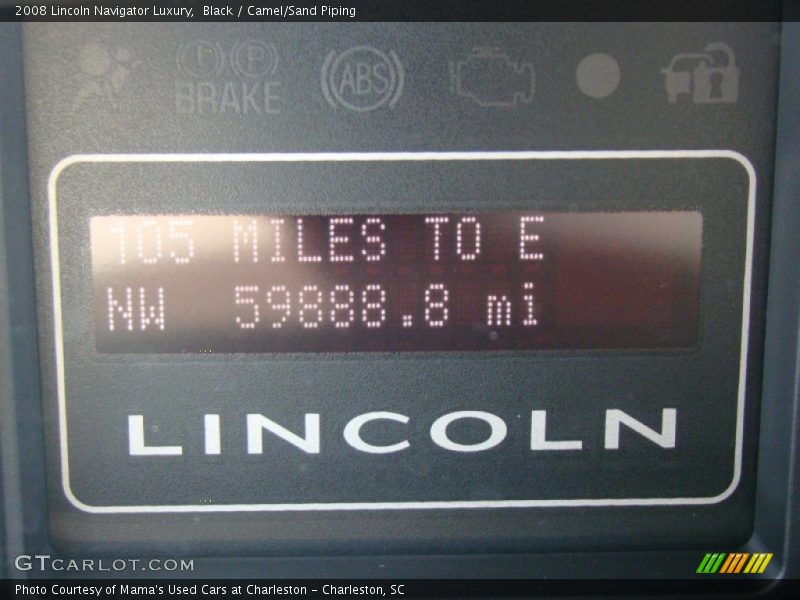 2008 Lincoln Navigator Luxury,  Black / Camel/Sand Piping
(!) (P) ABS
BRAKE
105 MILES TO E
NW 59888.8 mi
LINCOLN
GTCARLOT.COM
Photo Courtesy of Mama's Used Cars at Charleston - Charleston, SC